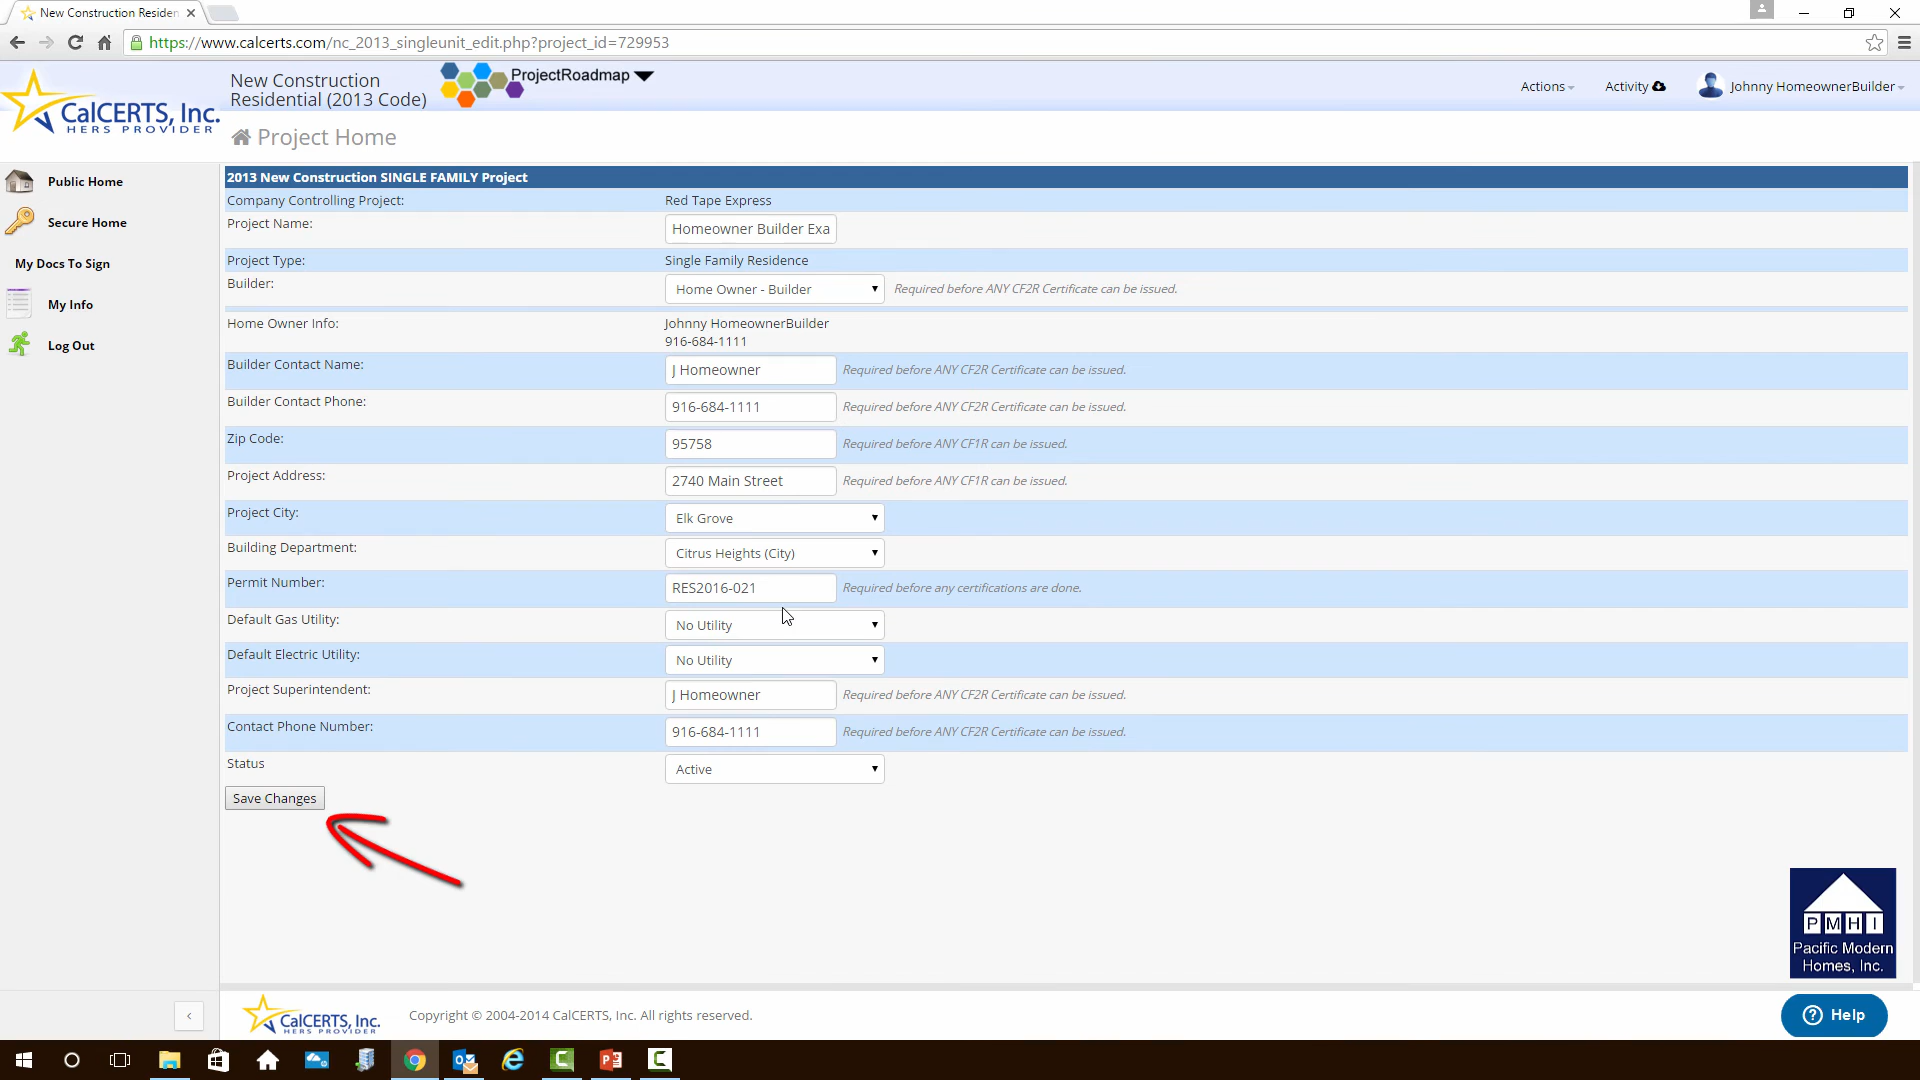 New Construction Residen
https://www.calcerts.com/nc_2013_singleunit_edit.php?project_id=729953
CalCERTS, Inc.
HERS PROVIDER
New Construction
Residential (2013 Code)
ProjectRoadmap
Actions
Activity
Johnny HomeownerBuilder
Project Home
Public Home
Secure Home
My Docs To Sign
My Info
Log Out
2013 New Construction SINGLE FAMILY Project
Company Controlling Project: Red Tape Express
Project Name: Homeowner Builder Exa
Project Type: Single Family Residence
Builder: Home Owner - Builder Required before ANY CF2R Certificate can be issued.
Home Owner Info: Johnny HomeownerBuilder
916-684-1111
Builder Contact Name: J Homeowner Required before ANY CF2R Certificate can be issued.
Builder Contact Phone: 916-684-1111 Required before ANY CF2R Certificate can be issued.
Zip Code: 95758 Required before ANY CF1R can be issued.
Project Address: 2740 Main Street Required before ANY CF1R can be issued.
Project City: Elk Grove
Building Department: Citrus Heights (City)
Permit Number: RES2016-021 Required before any certifications are done.
Default Gas Utility: No Utility
Default Electric Utility: No Utility
Project Superintendent: J Homeowner Required before ANY CF2R Certificate can be issued.
Contact Phone Number: 916-684-1111 Required before ANY CF2R Certificate can be issued.
Status Active
Save Changes
PMHI
Pacific Modern
Homes, Inc.
CalCERTS, Inc.
HERS PROVIDER
Copyright © 2004-2014 CalCERTS, Inc. All rights reserved.
Help